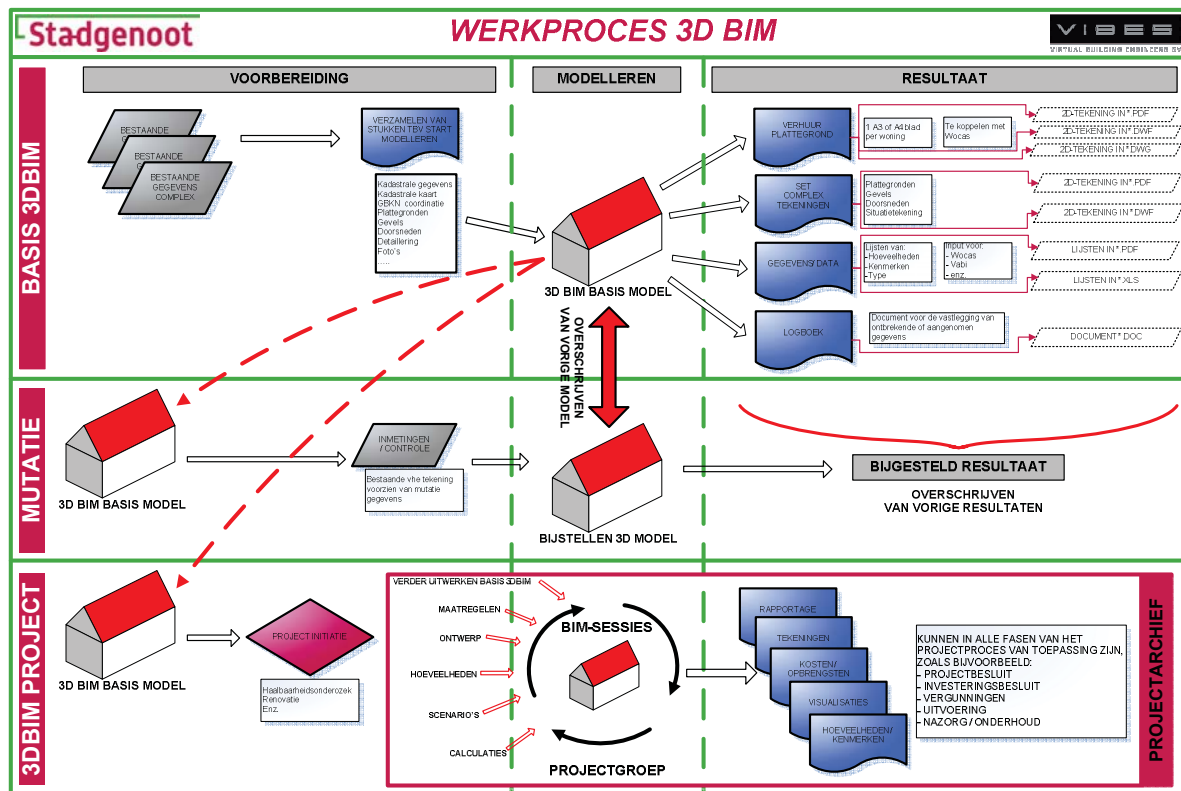 Stadgenoot
WERKPROCES 3D BIM
VIBES
VIRTUAL BUILDING ENGINEERS
VOORBEREIDING
MODELLEREN
RESULTAAT
BASIS 3DBIM
BESTAANDE
BESTAANDE
BESTAANDE
GEGEVENS
COMPLEX
VERZAMELEN VAN
STUKKEN TBV START
MODELLEREN
Kadastrale gegevens
Kadastrale kaart
GBKN coordinatie
Plattegronden
Gevels
Doorsneden
Detaillering
Foto's
.....
3D BIM BASIS MODEL
OVERSCHRIJVEN
VAN VORIGE MODEL
VERHUUR
PLATTEGROND
1 A3 of A4 blad
per woning
Te koppelen met
Wocas
2D-TEKENING IN *.PDF
2D-TEKENING IN *.DWF
2D-TEKENING IN *.DWG
SET
COMPLEX
TEKENINGEN
Plattegronden
Gevels
Doorsneden
Situatietekening
2D-TEKENING IN *.PDF
2D-TEKENING IN *.DWF
GEGEVENS/DATA
Lijsten van:
- Hoeveelheden
- Kenmerken
- Type
Input voor:
- Wocas
- Vabi
- enz.
LIJSTEN IN *.PDF
LIJSTEN IN *.XLS
LOGBOEK
Document voor de vastlegging van
ontbrekende of aangenomen
gegevens
DOCUMENT *.DOC
MUTATIE
3D BIM BASIS MODEL
INMETINGEN
/ CONTROLE
Bestaande vhe tekening
voorzien van mutatie
gegevens
BIJSTELLEN 3D MODEL
BIJGESTELD RESULTAAT
OVERSCHRIJVEN
VAN VORIGE RESULTATEN
3DBIM PROJECT
3D BIM BASIS MODEL
PROJECT INITIATIE
Haalbaarheidsonderozek
Renovatie
Enz.
VERDER UITWERKEN BASIS 3DBIM
MAATREGELEN
ONTWERP
HOEVEELHEDEN
SCENARIO'S
CALCULATIES
BIM-SESSIES
PROJECTGROEP
RAPPORTAGE
TEKENINGEN
KOSTEN/
OPBRENGSTEN
VISUALISATIES
HOEVEELHEDEN/
KENMERKEN
KUNNEN IN ALLE FASEN VAN HET
PROJECTPROCES VAN TOEPASSING ZIJN,
ZOALS BIJVOORBEELD:
- PROJECTBESLUIT
- INVESTERINGSBESLUIT
- VERGUNNINGEN
- UITVOERING
- NAZORG / ONDERHOUD
PROJECTARCHIEF